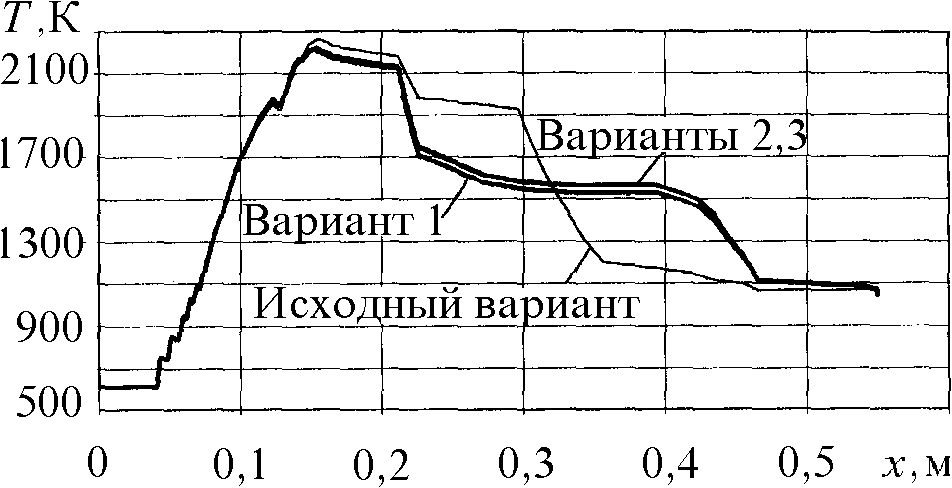 T, К
2100
1700
1300
900
500
Варианты 2,3
Вариант 1
Исходный вариант
0 0,1 0,2 0,3 0,4 0,5 x, м